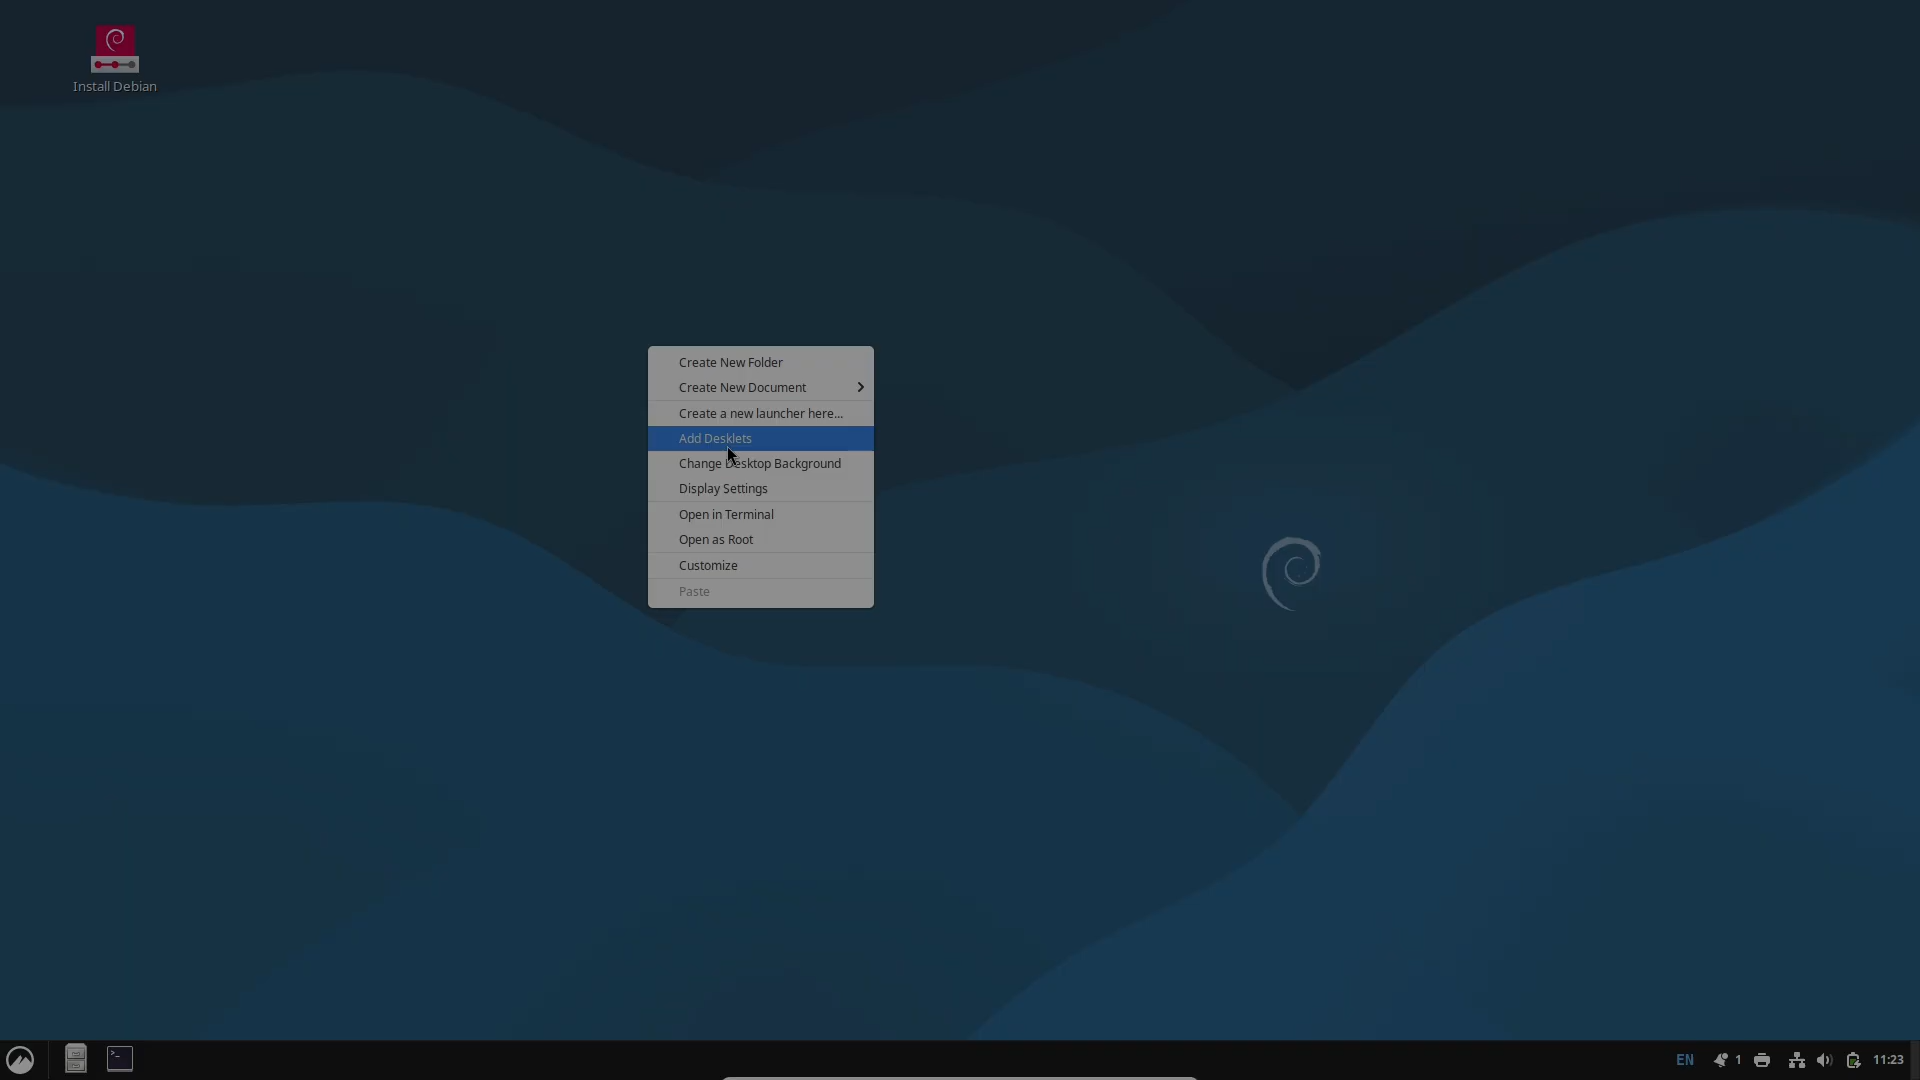 Install Debian
Create New Folder
Create New Document
Create a new launcher here...
Add Desklets
Change Desktop Background
Display Settings
Open in Terminal
Open as Root
Customize
Paste
>_
EN
1
11:23